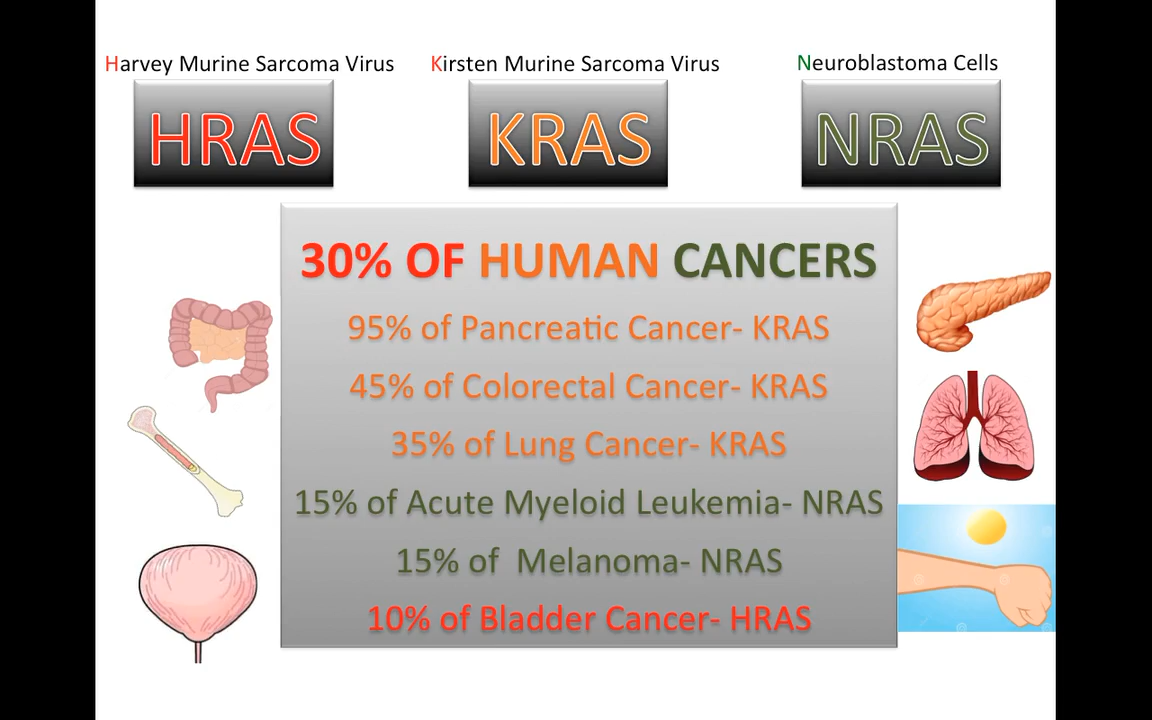 Harvey Murine Sarcoma Virus
Kirsten Murine Sarcoma Virus
Neuroblastoma Cells
HRAS
KRAS
NRAS
30% OF HUMAN CANCERS
95% of Pancreatic Cancer- KRAS
45% of Colorectal Cancer- KRAS
35% of Lung Cancer- KRAS
15% of Acute Myeloid Leukemia- NRAS
15% of  Melanoma- NRAS
10% of Bladder Cancer- HRAS